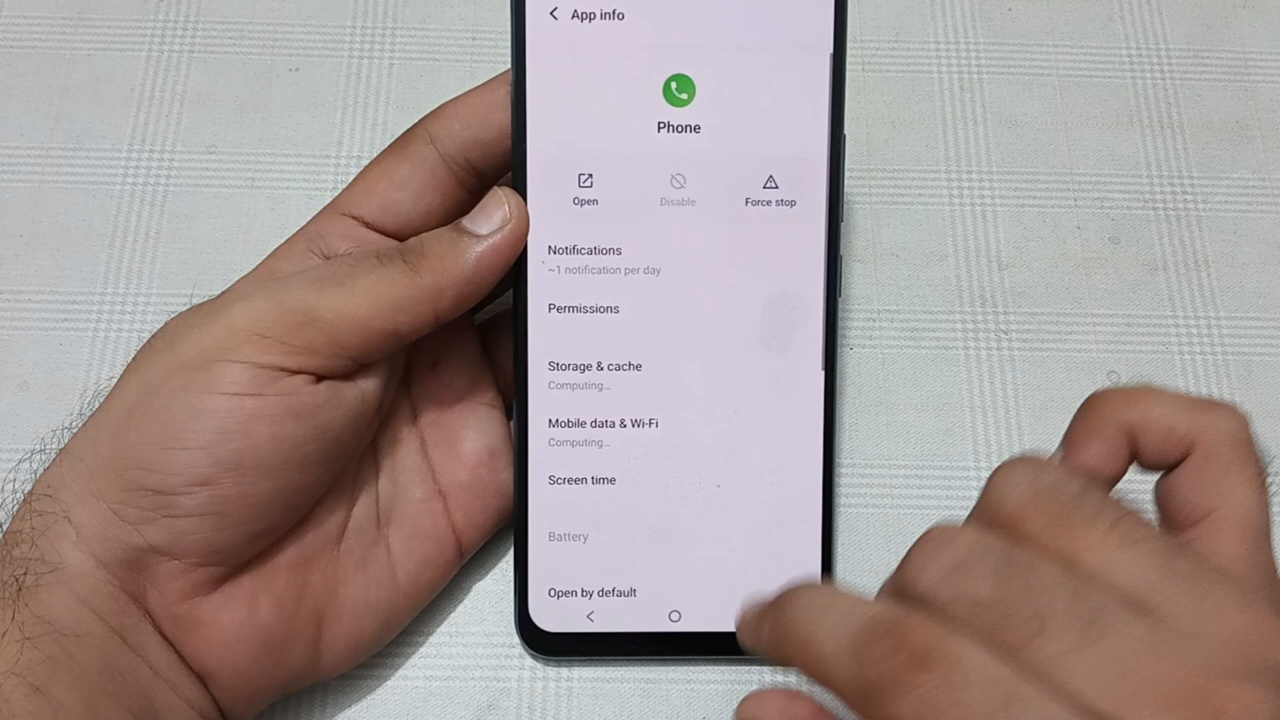 App info
Phone
Open
Disable
Force stop
Notifications
~1 notification per day
Permissions
Storage & cache
Computing...
Mobile data & Wi-Fi
Computing...
Screen time
Battery
Open by default